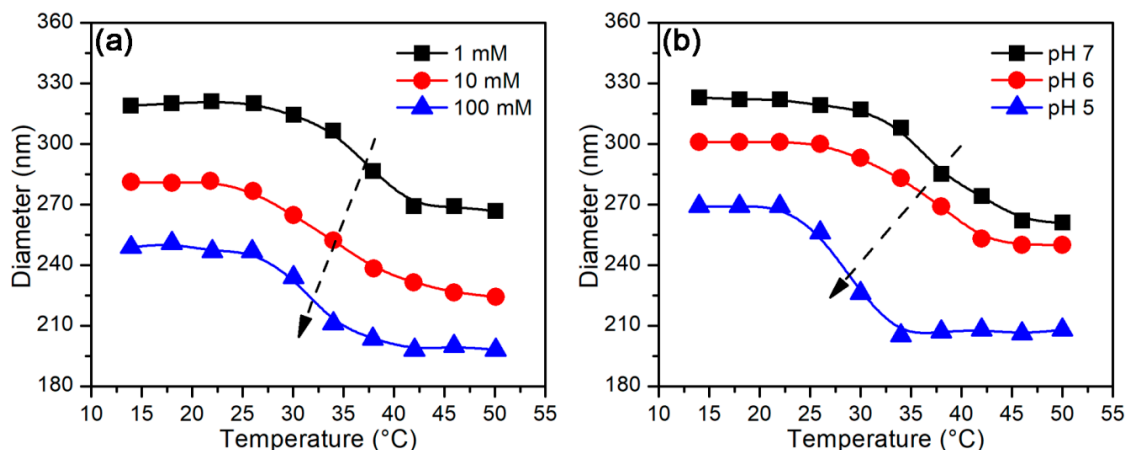 (a)
1 mM
10 mM
100 mM
360
330
300
270
240
210
180
Diameter (nm)
10 15 20 25 30 35 40 45 50 55
Temperature (°C)
(b)
pH 7
pH 6
pH 5
360
330
300
270
240
210
180
Diameter (nm)
10 15 20 25 30 35 40 45 50 55
Temperature (°C)